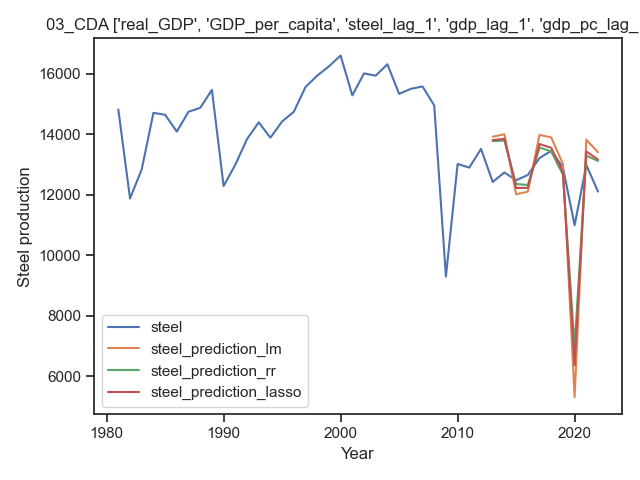 03_CDA ['real_GDP', 'GDP_per_capita', 'steel_lag_1', 'gdp_lag_1', 'gdp_pc_lag_
16000
14000
12000
10000
8000
6000
Steel production
steel
steel_prediction_lm
steel_prediction_rr
steel_prediction_lasso
1980 1990 2000 2010 2020
Year